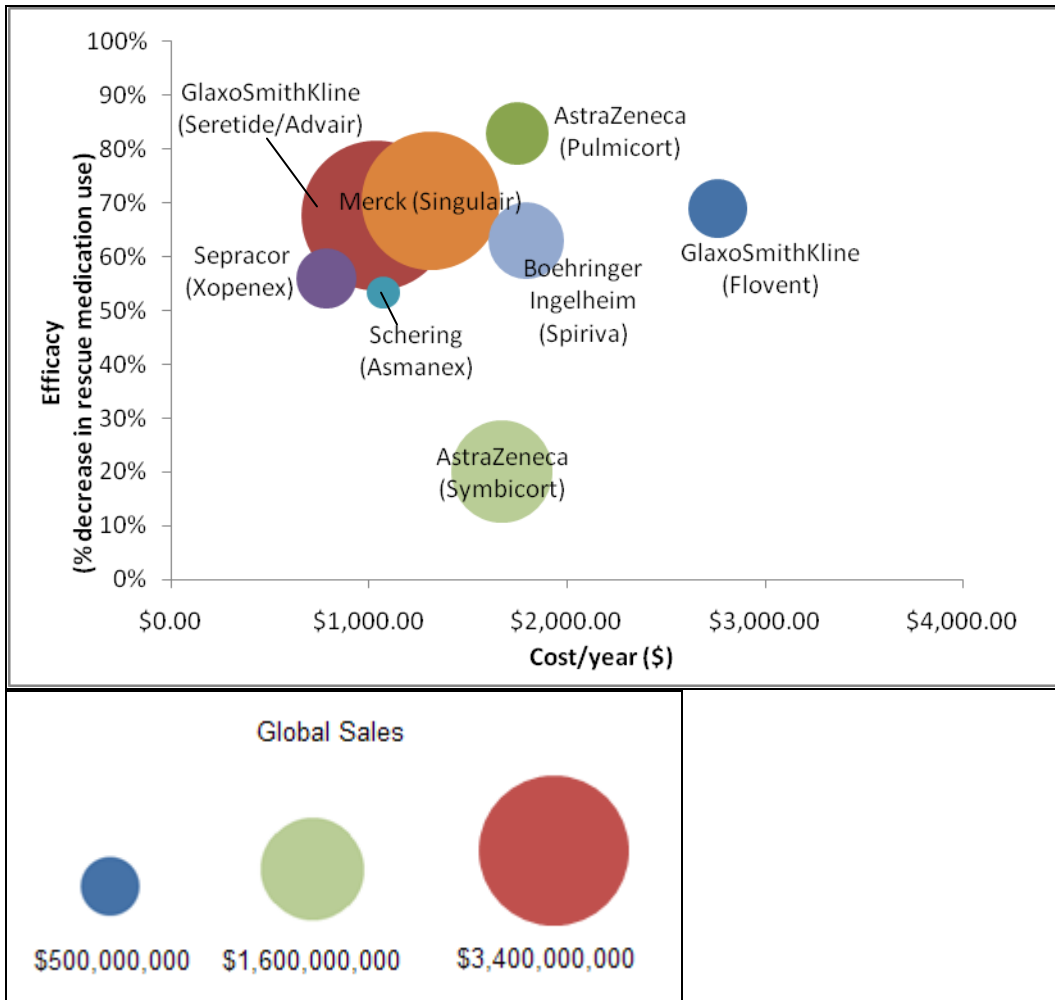 100%
90%
80%
70%
60%
50%
40%
30%
20%
10%
0%
Efficacy
(% decrease in rescue medication use)
GlaxoSmithKline
(Seretide/Advair)
AstraZeneca
(Pulmicort)
Merck (Singulair)
GlaxoSmithKline
(Flovent)
Sepracor
(Xopenex)
Boehringer
Ingelheim
(Spiriva)
Schering
(Asmanex)
AstraZeneca
(Symbicort)
$0.00
$1,000.00
$2,000.00
$3,000.00
$4,000.00
Cost/year ($)
Global Sales
$500,000,000
$1,600,000,000
$3,400,000,000